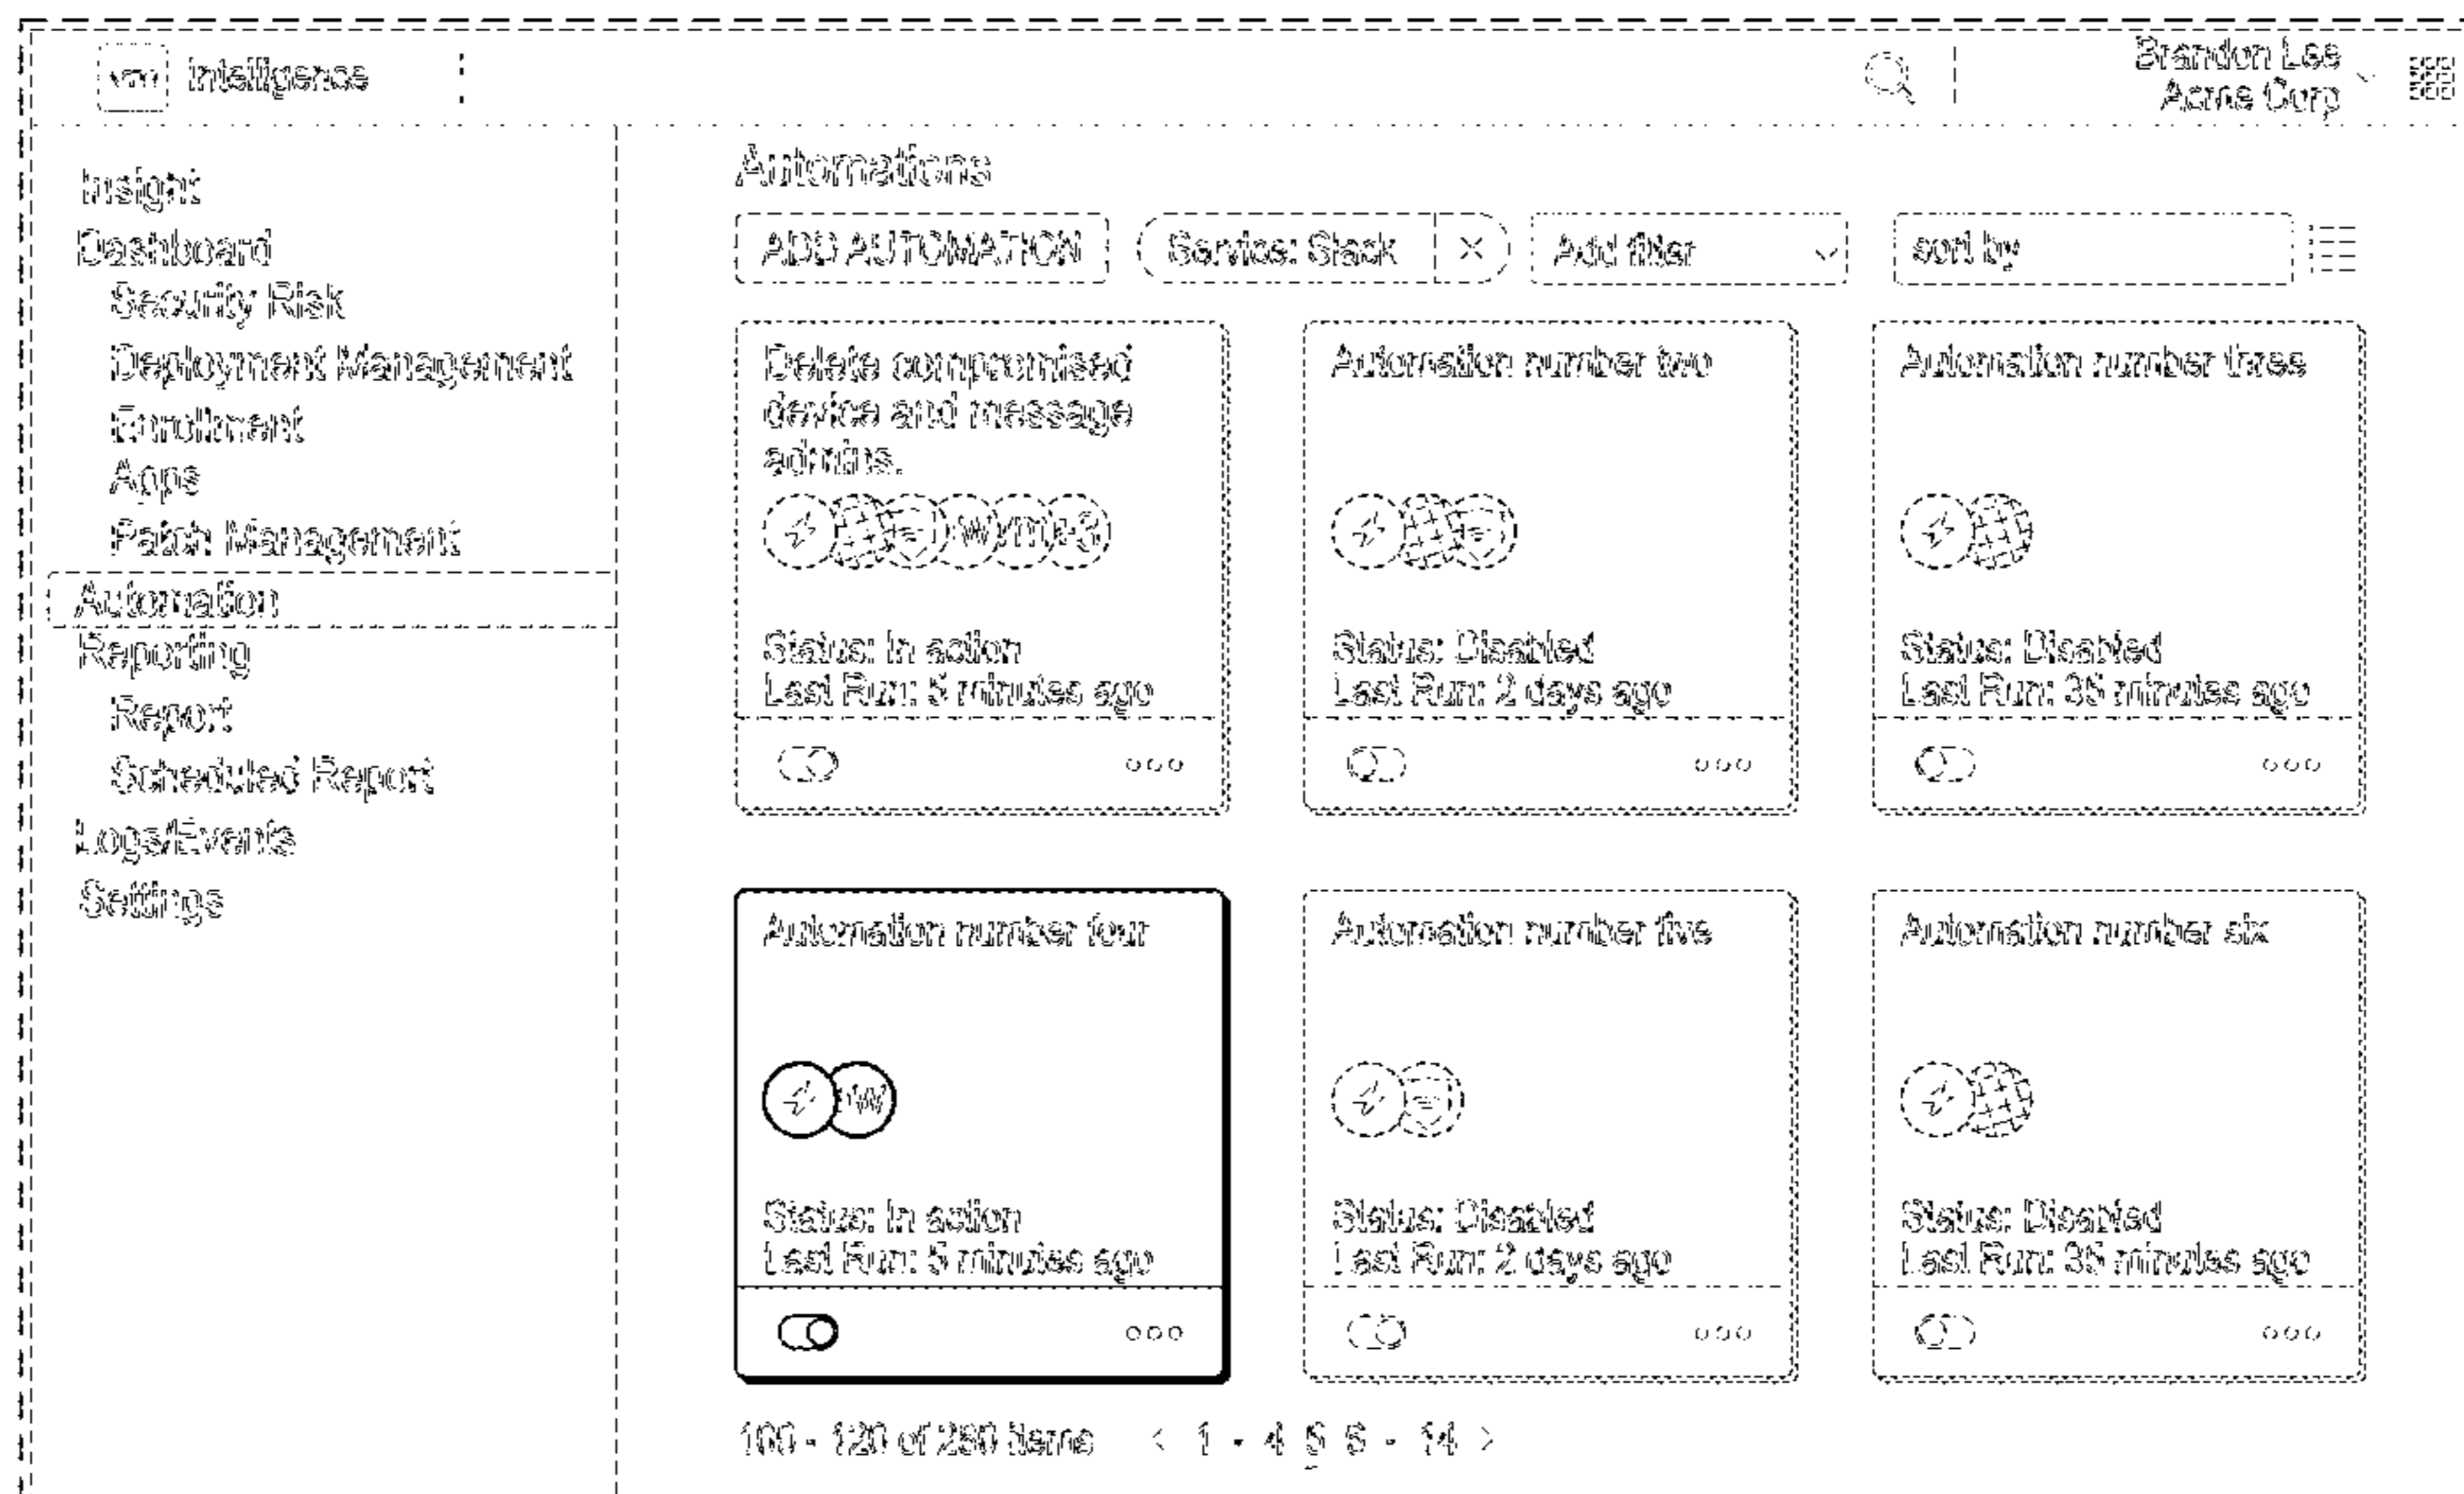 vm Intelligence
Brandon Lee
Acme Corp
Insight
Dashboard
Security Risk
Deployment Management
Enrollment
Apps
Patch Management
Automation
Reporting
Report
Scheduled Report
Logs/Events
Settings
Automations
ADD AUTOMATION
Service: Slack
Add filter
sort by
Delete compromised
device and message
admins.
W
Status: In action
Last Run: 5 minutes ago
Automation number two
Status: Disabled
Last Run: 2 days ago
Automation number three
Status: Disabled
Last Run: 35 minutes ago
Automation number four
W
Status: In action
Last Run: 5 minutes ago
Automation number five
Status: Disabled
Last Run: 2 days ago
Automation number six
Status: Disabled
Last Run: 35 minutes ago
100 - 120 of 280 items < 1 - 4 5 6 - 14 >